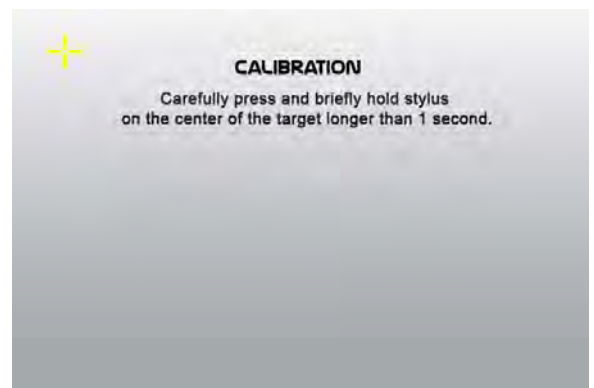 CALIBRATION
Carefully press and briefly hold stylus
on the center of the target longer than 1 second.